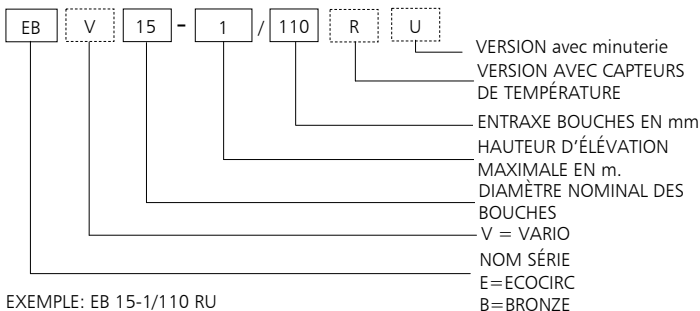 EB V 15 - 1 / 110 R U
VERSION avec minuterie
VERSION AVEC CAPTEURS
DE TEMPÉRATURE
ENTRAXE BOUCHES EN mm
HAUTEUR D'ÉLÉVATION
MAXIMALE EN m.
DIAMÈTRE NOMINAL DES
BOUCHES
V = VARIO
NOM SÉRIE
E=ECOCIRC
B=BRONZE
EXEMPLE: EB 15-1/110 RU